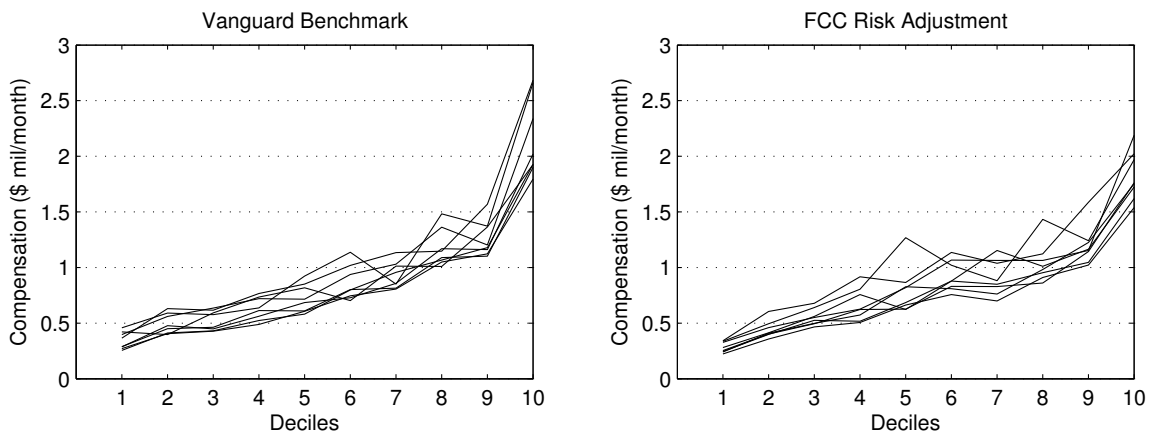 Vanguard Benchmark
Compensation ($ mil/month)
3
2.5
2
1.5
1
0.5
0
1 2 3 4 5 6 7 8 9 10
Deciles
FCC Risk Adjustment
Compensation ($ mil/month)
3
2.5
2
1.5
1
0.5
0
1 2 3 4 5 6 7 8 9 10
Deciles